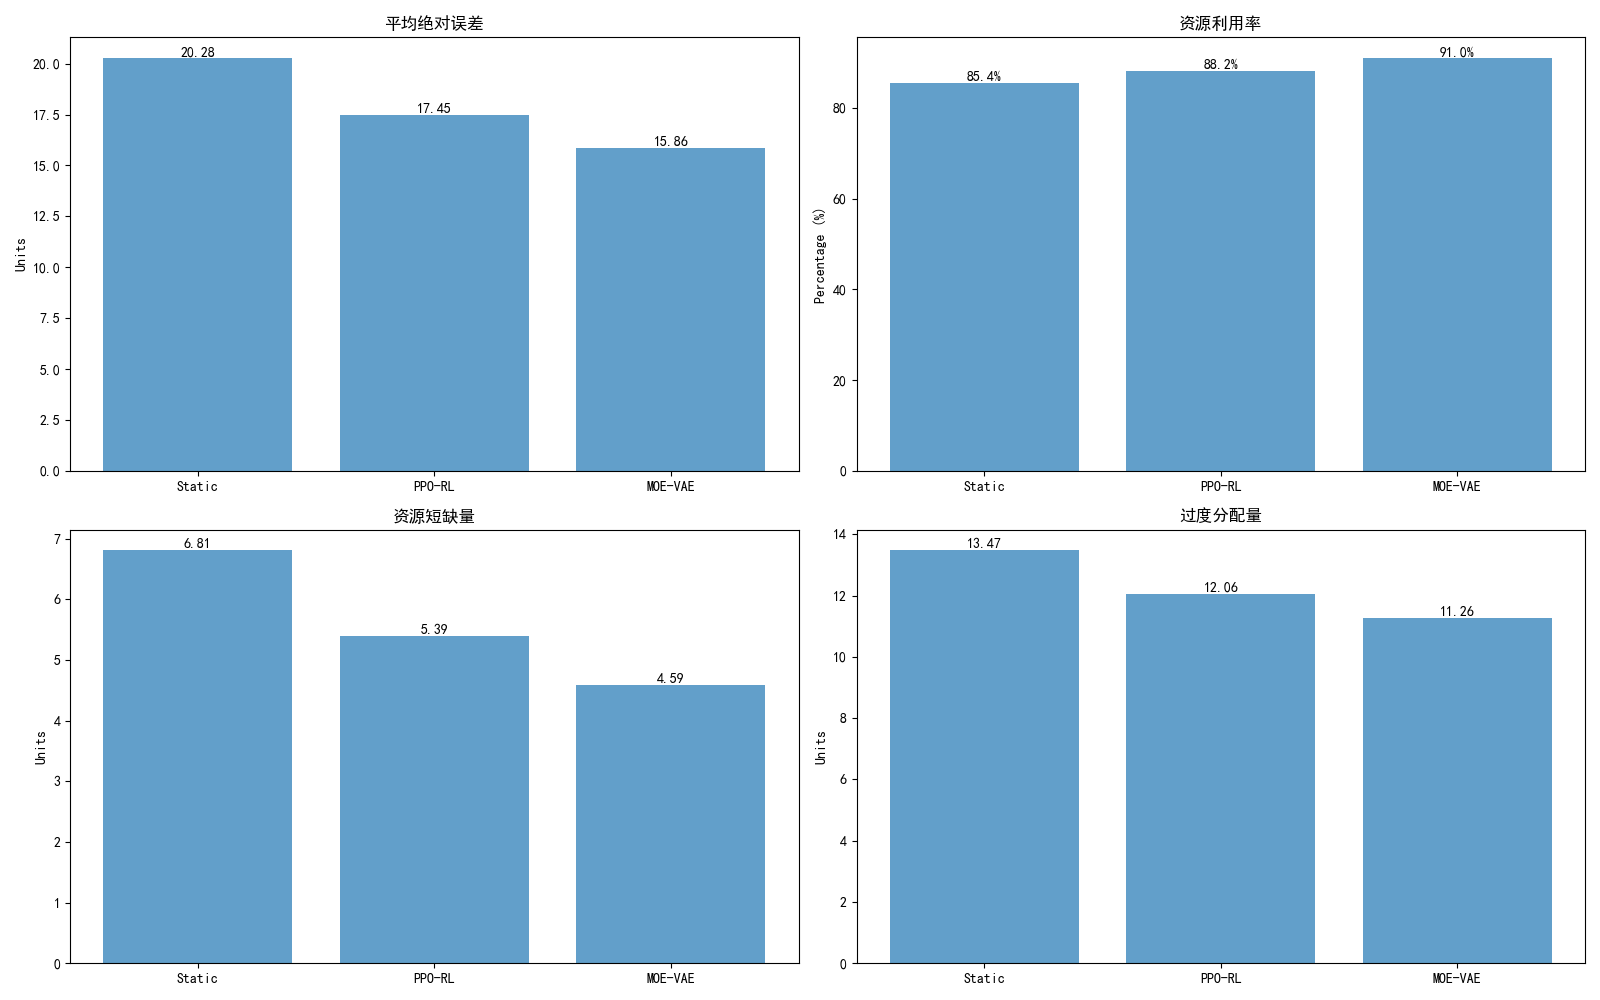 平均绝对误差
20.0
17.5
15.0
12.5
10.0
7.5
5.0
2.5
0.0
Units
20.28
17.45
15.86
Static
PPO-RL
MOE-VAE
资源利用率
80
60
40
20
0
Percentage (%)
85.4%
88.2%
91.0%
Static
PPO-RL
MOE-VAE
资源短缺量
7
6
5
4
3
2
1
0
Units
6.81
5.39
4.59
Static
PPO-RL
MOE-VAE
过度分配量
14
12
10
8
6
4
2
0
Units
13.47
12.06
11.26
Static
PPO-RL
MOE-VAE